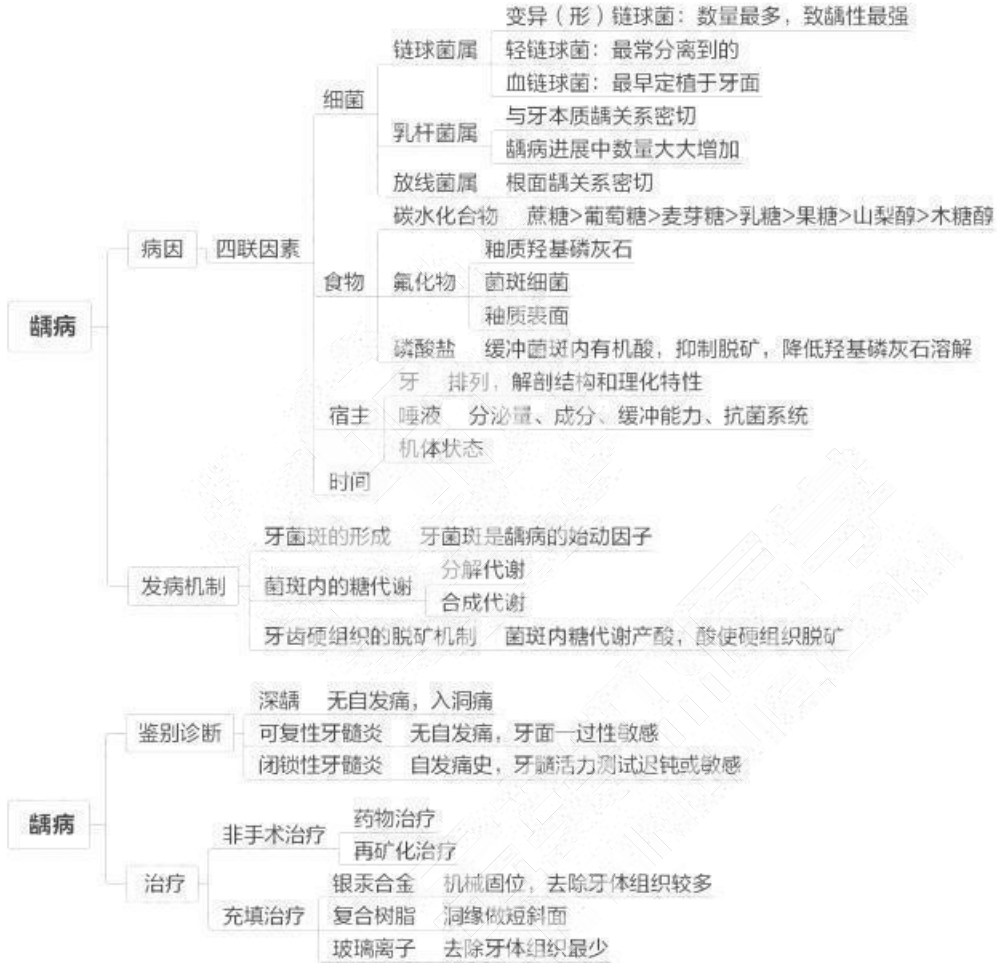 龋病
病因
四联因素
细菌
链球菌属
变异（形）链球菌：数量最多，致龋性最强
轻链球菌：最常分离到的
血链球菌：最早定植于牙面
乳杆菌属
与牙本质龋关系密切
龋病进展中数量大大增加
放线菌属 根面龋关系密切
食物
碳水化合物 蔗糖>葡萄糖>麦芽糖>乳糖>果糖>山梨醇>木糖醇
氟化物
釉质羟基磷灰石
菌斑细菌
釉质表面
磷酸盐 缓冲菌斑内有机酸，抑制脱矿，降低羟基磷灰石溶解
宿主
牙 排列，解剖结构和理化特性
唾液 分泌量、成分、缓冲能力、抗菌系统
机体状态
时间
发病机制
牙菌斑的形成 牙菌斑是龋病的始动因子
菌斑内的糖代谢
分解代谢
合成代谢
牙齿硬组织的脱矿机制 菌斑内糖代谢产酸，酸使硬组织脱矿
龋病
鉴别诊断
深龋 无自发痛，入洞痛
可复性牙髓炎 无自发痛，牙面一过性敏感
闭锁性牙髓炎 自发痛史，牙髓活力测试迟钝或敏感
治疗
非手术治疗
药物治疗
再矿化治疗
充填治疗
银汞合金 机械固位，去除牙体组织较多
复合树脂 洞缘做短斜面
玻璃离子 去除牙体组织最少